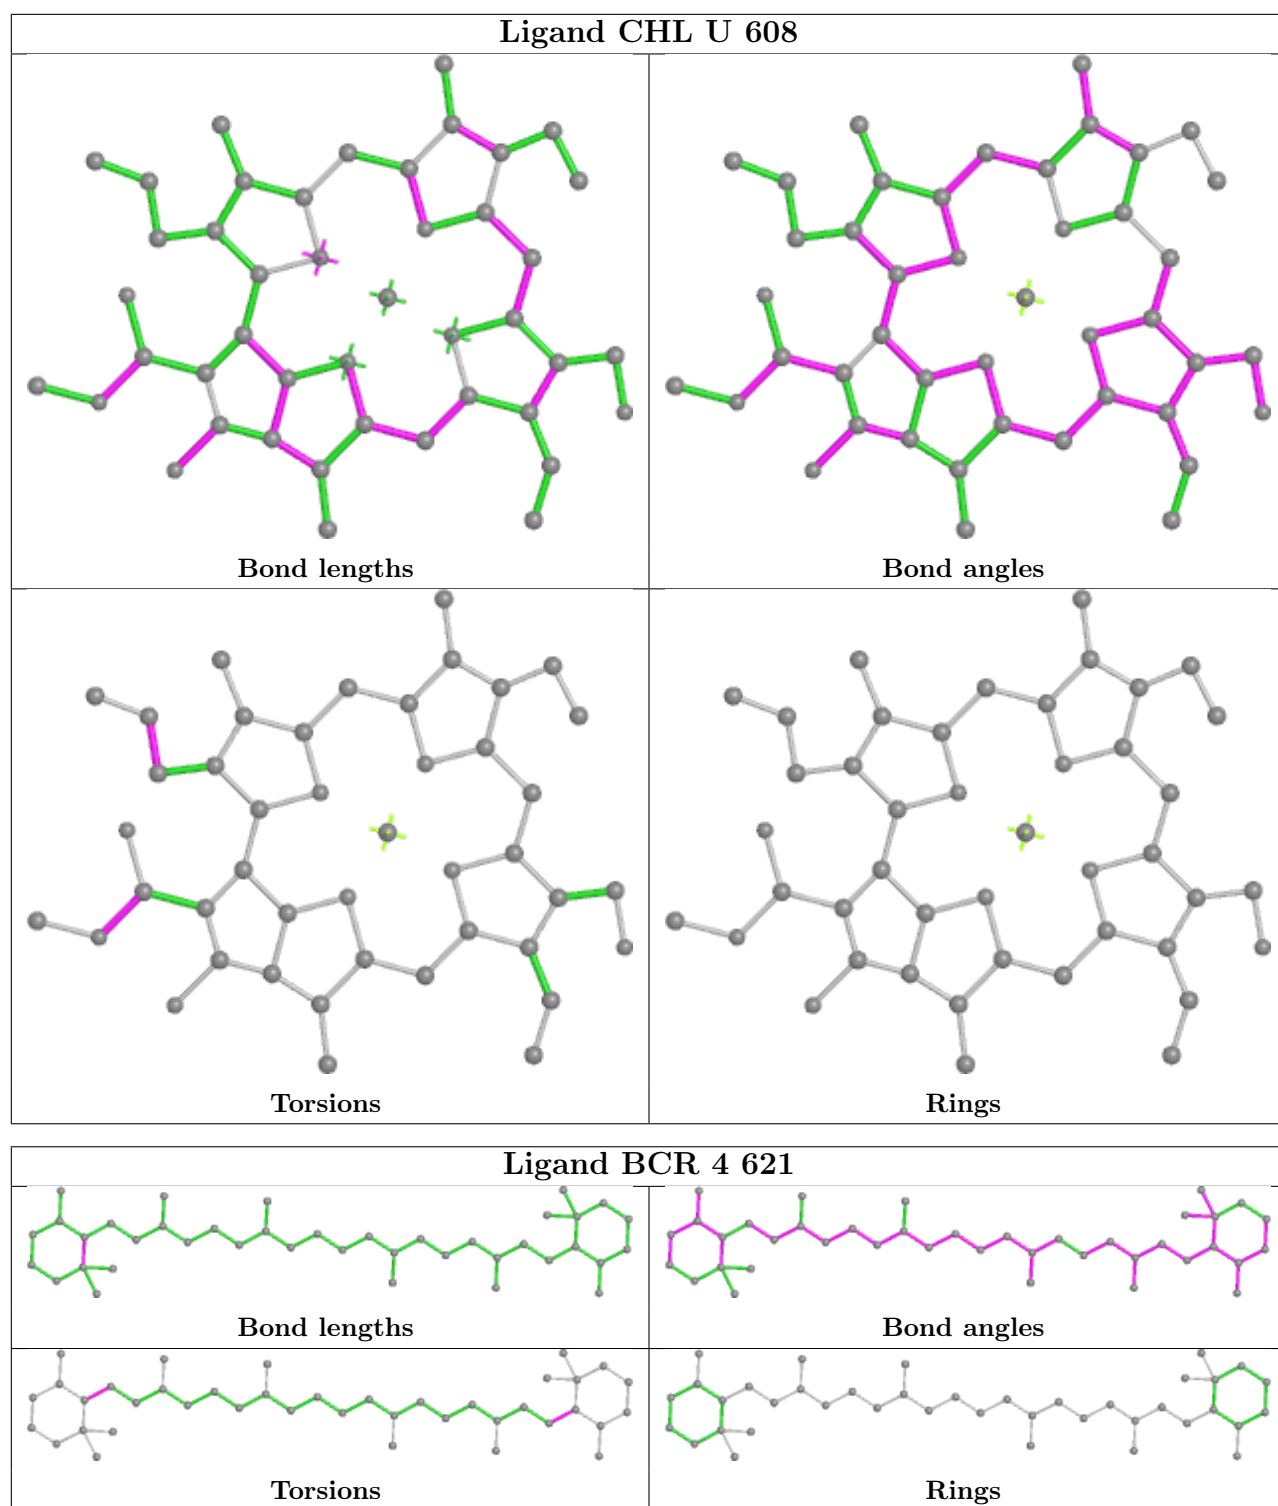 Ligand CHL U 608
Bond lengths
Bond angles
Torsions
Rings
Ligand BCR 4 621
Bond lengths
Bond angles
Torsions
Rings